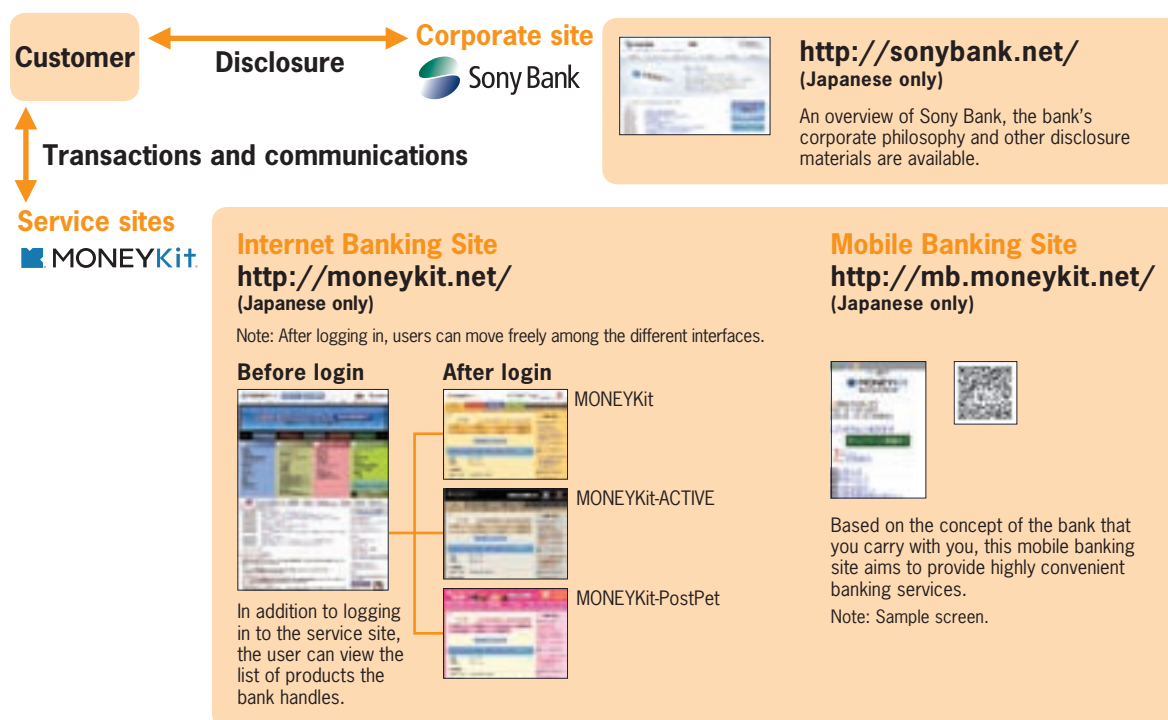 Customer
Disclosure
Corporate site
Sony Bank
http://sonybank.net/
(Japanese only)
An overview of Sony Bank, the bank's
corporate philosophy and other disclosure
materials are available.
Transactions and communications
Service sites
MONEYKit
Internet Banking Site
http://moneykit.net/
(Japanese only)
Note: After logging in, users can move freely among the different interfaces.
Before login
After login
MONEYKit
MONEYKit-ACTIVE
MONEYKit-PostPet
In addition to logging
in to the service site,
the user can view the
list of products the
bank handles.
Mobile Banking Site
http://mb.moneykit.net/
(Japanese only)
MONEYKit
Based on the concept of the bank that
you carry with you, this mobile banking
site aims to provide highly convenient
banking services.
Note: Sample screen.